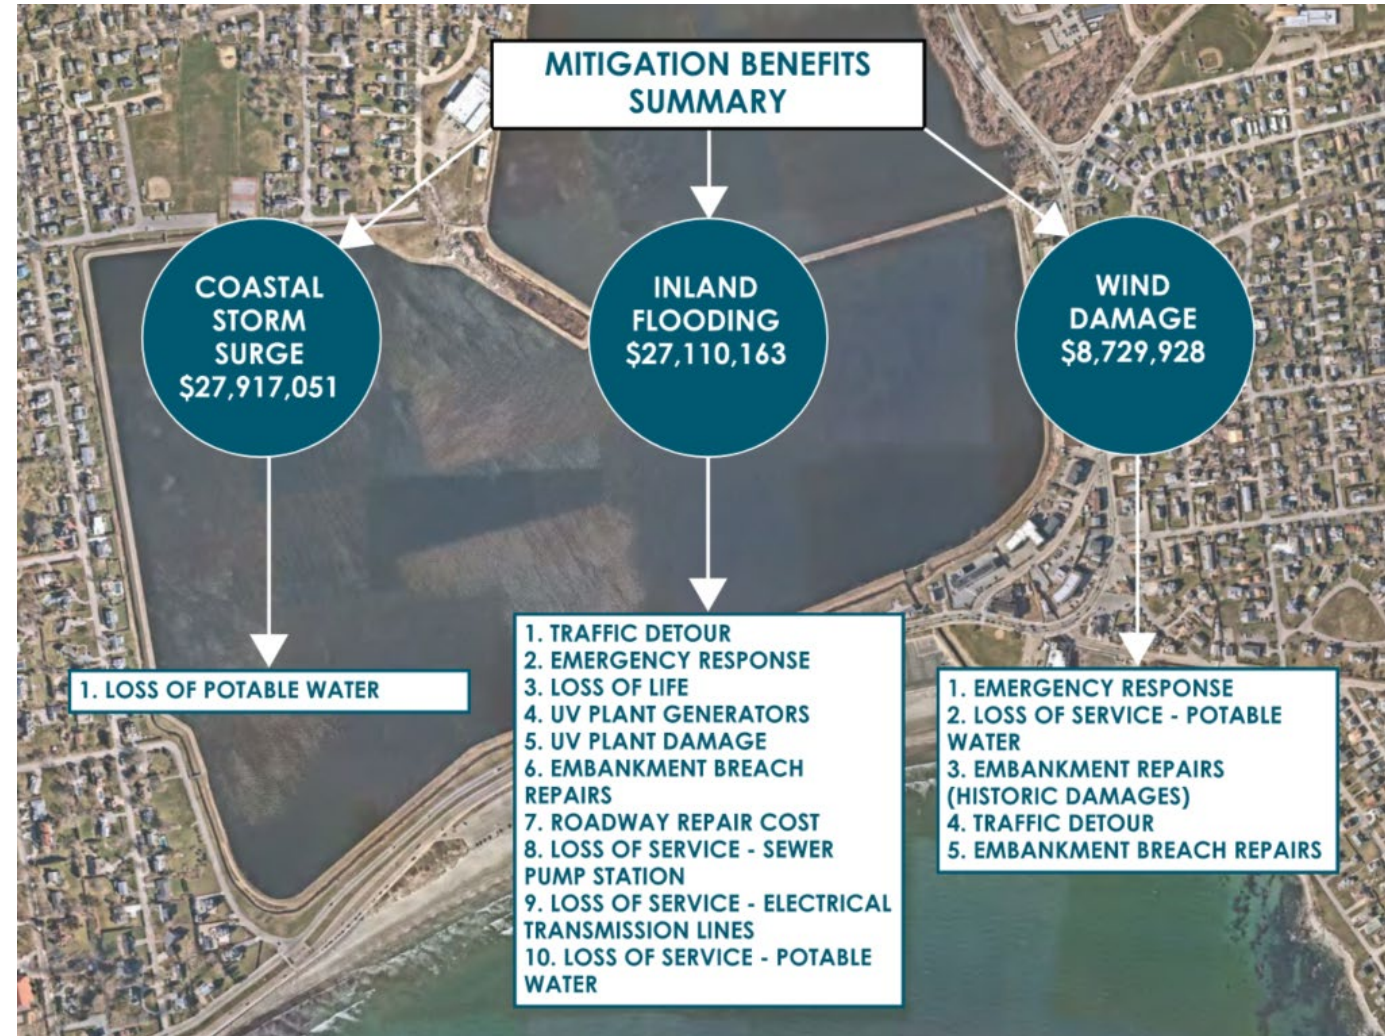 MITIGATION BENEFITS
SUMMARY
COASTAL
STORM
SURGE
$27,917,051
INLAND
FLOODING
$27,110,163
WIND
DAMAGE
$8,729,928
1. LOSS OF POTABLE WATER
1. TRAFFIC DETOUR
2. EMERGENCY RESPONSE
3. LOSS OF LIFE
4. UV PLANT GENERATORS
5. UV PLANT DAMAGE
6. EMBANKMENT BREACH
REPAIRS
7. ROADWAY REPAIR COST
8. LOSS OF SERVICE - SEWER
PUMP STATION
9. LOSS OF SERVICE - ELECTRICAL
TRANSMISSION LINES
10. LOSS OF SERVICE - POTABLE
WATER
1. EMERGENCY RESPONSE
2. LOSS OF SERVICE - POTABLE
WATER
3. EMBANKMENT REPAIRS
(HISTORIC DAMAGES)
4. TRAFFIC DETOUR
5. EMBANKMENT BREACH REPAIRS